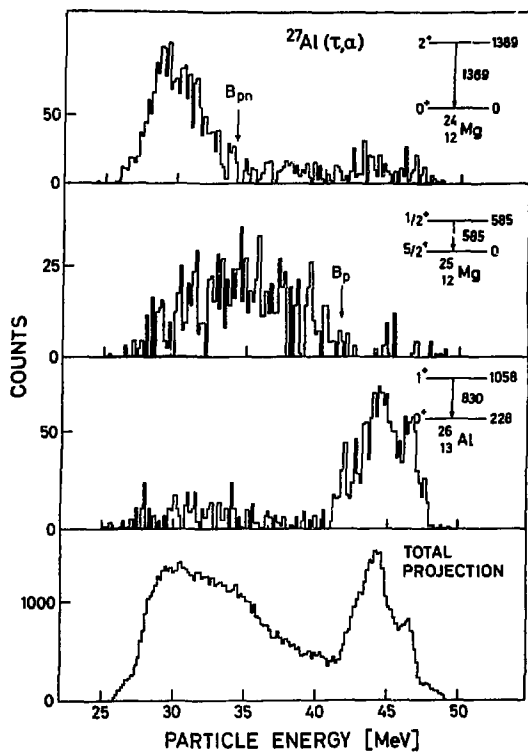 ²⁷Al(τ,α)
2⁺ 1369
1369
0⁺ 0
²⁴₁₂Mg
B_pn
50
0
1/2⁺ 585
585
5/2⁺ 0
²⁵₁₂Mg
B_p
25
0
1⁺ 1058
830
0⁺ 228
²⁶₁₃Al
50
0
TOTAL
PROJECTION
1000
0
COUNTS
25 30 35 40 45 50
PARTICLE ENERGY [MeV]